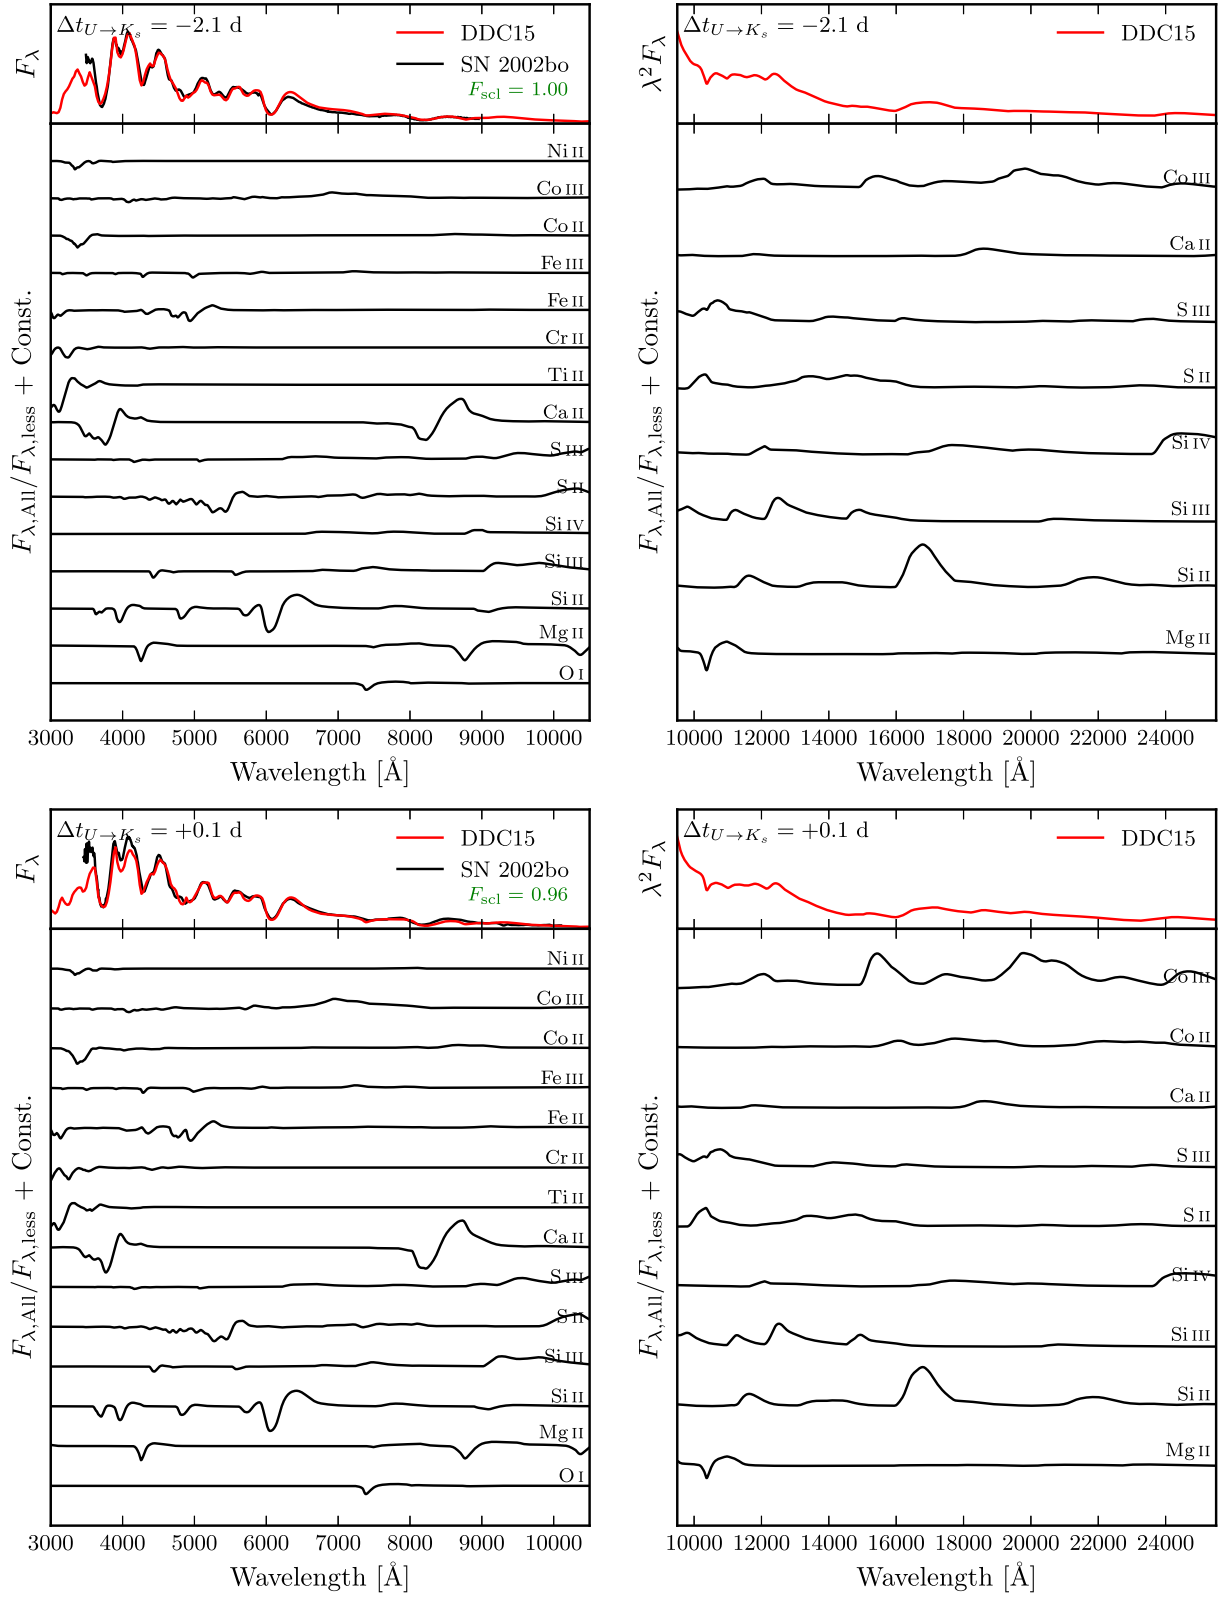 Δt_{U→K_s} = −2.1 d
DDC15
SN 2002bo
F_scl = 1.00
F_λ
Ni II
Co III
Co II
Fe III
Fe II
Cr II
Ti II
Ca II
S III
S II
Si IV
Si III
Si II
Mg II
O I
F_{λ,All}/F_{λ,less} + Const.
3000 4000 5000 6000 7000 8000 9000 10000
Wavelength [Å]
Δt_{U→K_s} = −2.1 d
DDC15
λ²F_λ
Co III
Ca II
S III
S II
Si IV
Si III
Si II
Mg II
F_{λ,All}/F_{λ,less} + Const.
10000 12000 14000 16000 18000 20000 22000 24000
Wavelength [Å]
Δt_{U→K_s} = +0.1 d
DDC15
SN 2002bo
F_scl = 0.96
F_λ
Ni II
Co III
Co II
Fe III
Fe II
Cr II
Ti II
Ca II
S III
S II
Si III
Si II
Mg II
O I
F_{λ,All}/F_{λ,less} + Const.
3000 4000 5000 6000 7000 8000 9000 10000
Wavelength [Å]
Δt_{U→K_s} = +0.1 d
DDC15
λ²F_λ
Co III
Co II
Ca II
S III
S II
Si IV
Si III
Si II
Mg II
F_{λ,All}/F_{λ,less} + Const.
10000 12000 14000 16000 18000 20000 22000 24000
Wavelength [Å]